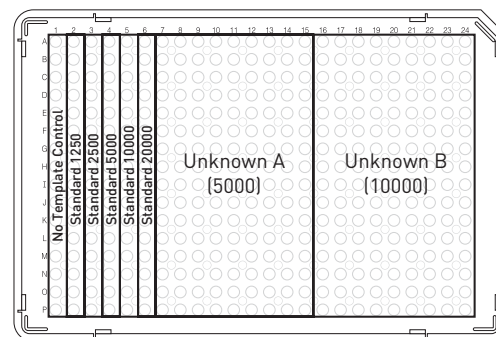 1 2 3 4 5 6 7 8 9 10 11 12 13 14 15 16 17 18 19 20 21 22 23 24
A
B
C
D
E
F
G
H
I
J
K
L
M
N
O
P
No Template Control
Standard 1250
Standard 2500
Standard 5000
Standard 10000
Standard 20000
Unknown A
(5000)
Unknown B
(10000)